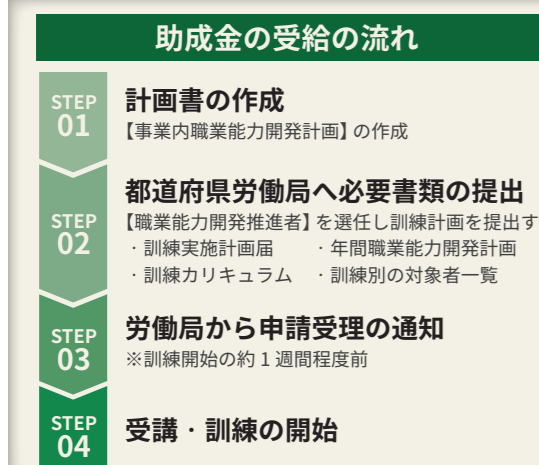 助成金の受給の流れ
STEP
01
計画書の作成
【事業内職業能力開発計画】の作成
STEP
02
都道府県労働局へ必要書類の提出
【職業能力開発推進者】を選任し訓練計画を提出す
・訓練実施計画届　・年間職業能力開発計画
・訓練カリキュラム　・訓練別の対象者一覧
STEP
03
労働局から申請受理の通知
※訓練開始の約1週間程度前
STEP
04
受講・訓練の開始